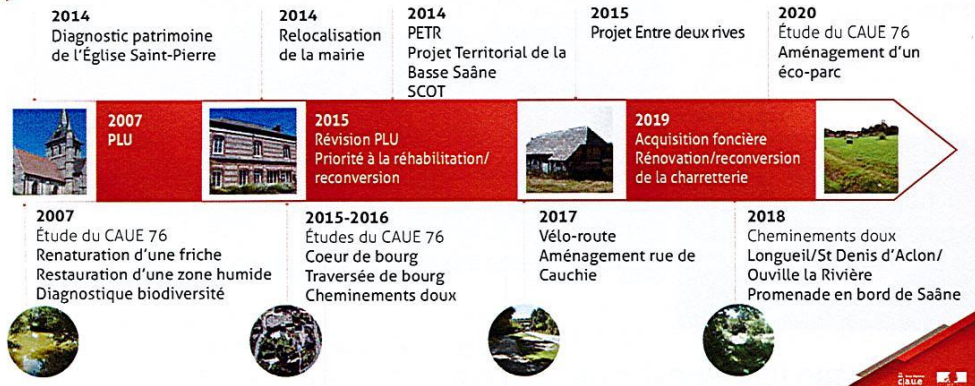 2014
Diagnostic patrimoine
de l'Église Saint-Pierre
2014
Relocalisation
de la mairie
2014
PETR
Projet Territorial de la
Basse Saâne
SCOT
2015
Projet Entre deux rives
2020
Étude du CAUE 76
Aménagement d'un
éco-parc
2007
PLU
2015
Révision PLU
Priorité à la réhabilitation/
reconversion
2019
Acquisition foncière
Rénovation/reconversion
de la charretterie
2007
Étude du CAUE 76
Renaturation d'une friche
Restauration d'une zone humide
Diagnostique biodiversité
2015-2016
Études du CAUE 76
Coeur de bourg
Traversée de bourg
Cheminements doux
2017
Vélo-route
Aménagement rue de
Cauchie
2018
Cheminements doux
Longueil/St Denis d'Aclon/
Ouville la Rivière
Promenade en bord de Saâne
c|aue